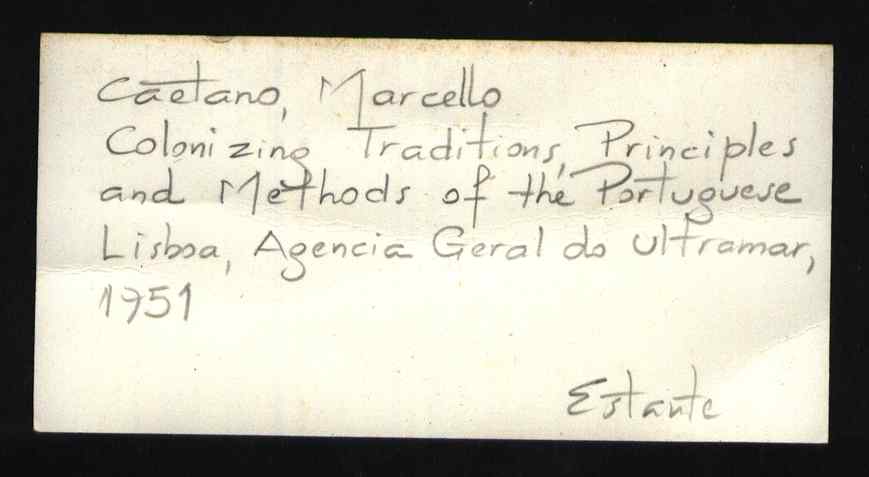 Caetano, Marcello
Colonizing Traditions, Principles
and Methods of the Portuguese
Lisboa, Agencia Geral do Ultramar,
1951
Estante